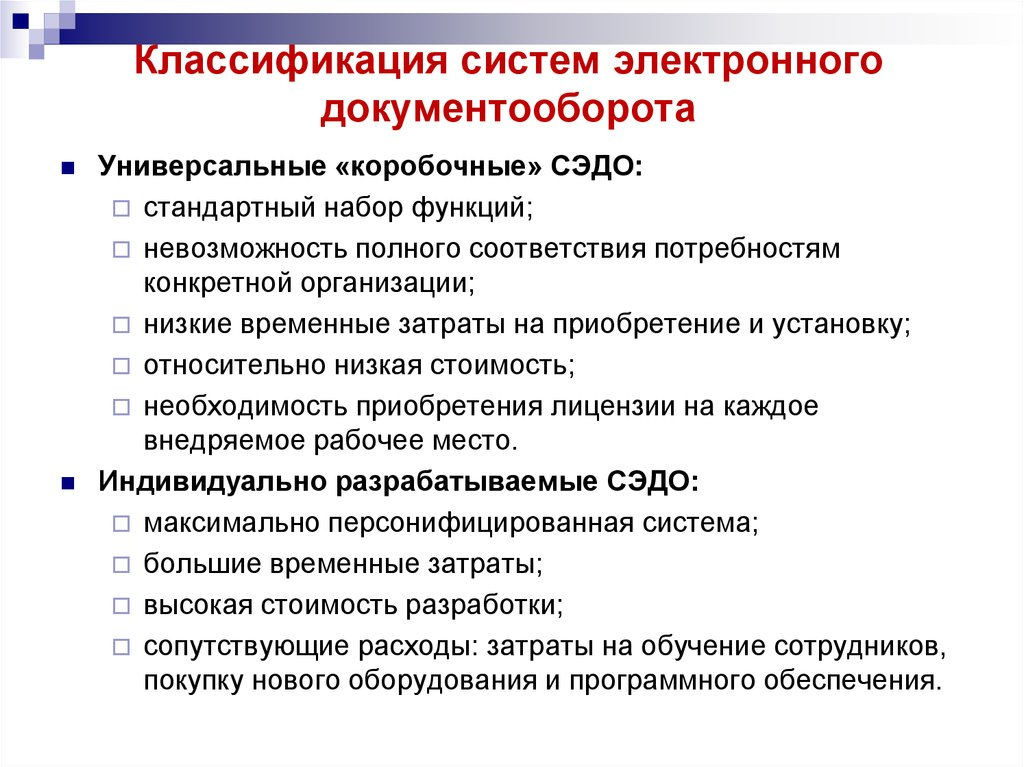 Классификация систем электронного
документооборота
Универсальные «коробочные» СЭДО:
стандартный набор функций;
невозможность полного соответствия потребностям
конкретной организации;
низкие временные затраты на приобретение и установку;
относительно низкая стоимость;
необходимость приобретения лицензии на каждое
внедряемое рабочее место.
Индивидуально разрабатываемые СЭДО:
максимально персонифицированная система;
большие временные затраты;
высокая стоимость разработки;
сопутствующие расходы: затраты на обучение сотрудников,
покупку нового оборудования и программного обеспечения.